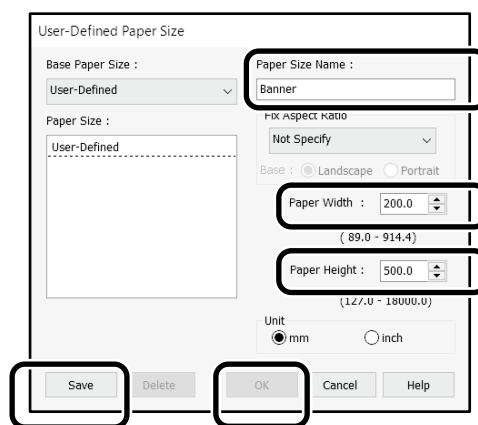 User-Defined Paper Size
Base Paper Size :
User-Defined
Paper Size :
User-Defined
Paper Size Name :
Banner
Fix Aspect Ratio
Not Specify
Base : Landscape Portrait
Paper Width : 200.0
( 89.0 - 914.4)
Paper Height : 500.0
(127.0 - 18000.0)
Unit
mm inch
Save Delete OK Cancel Help